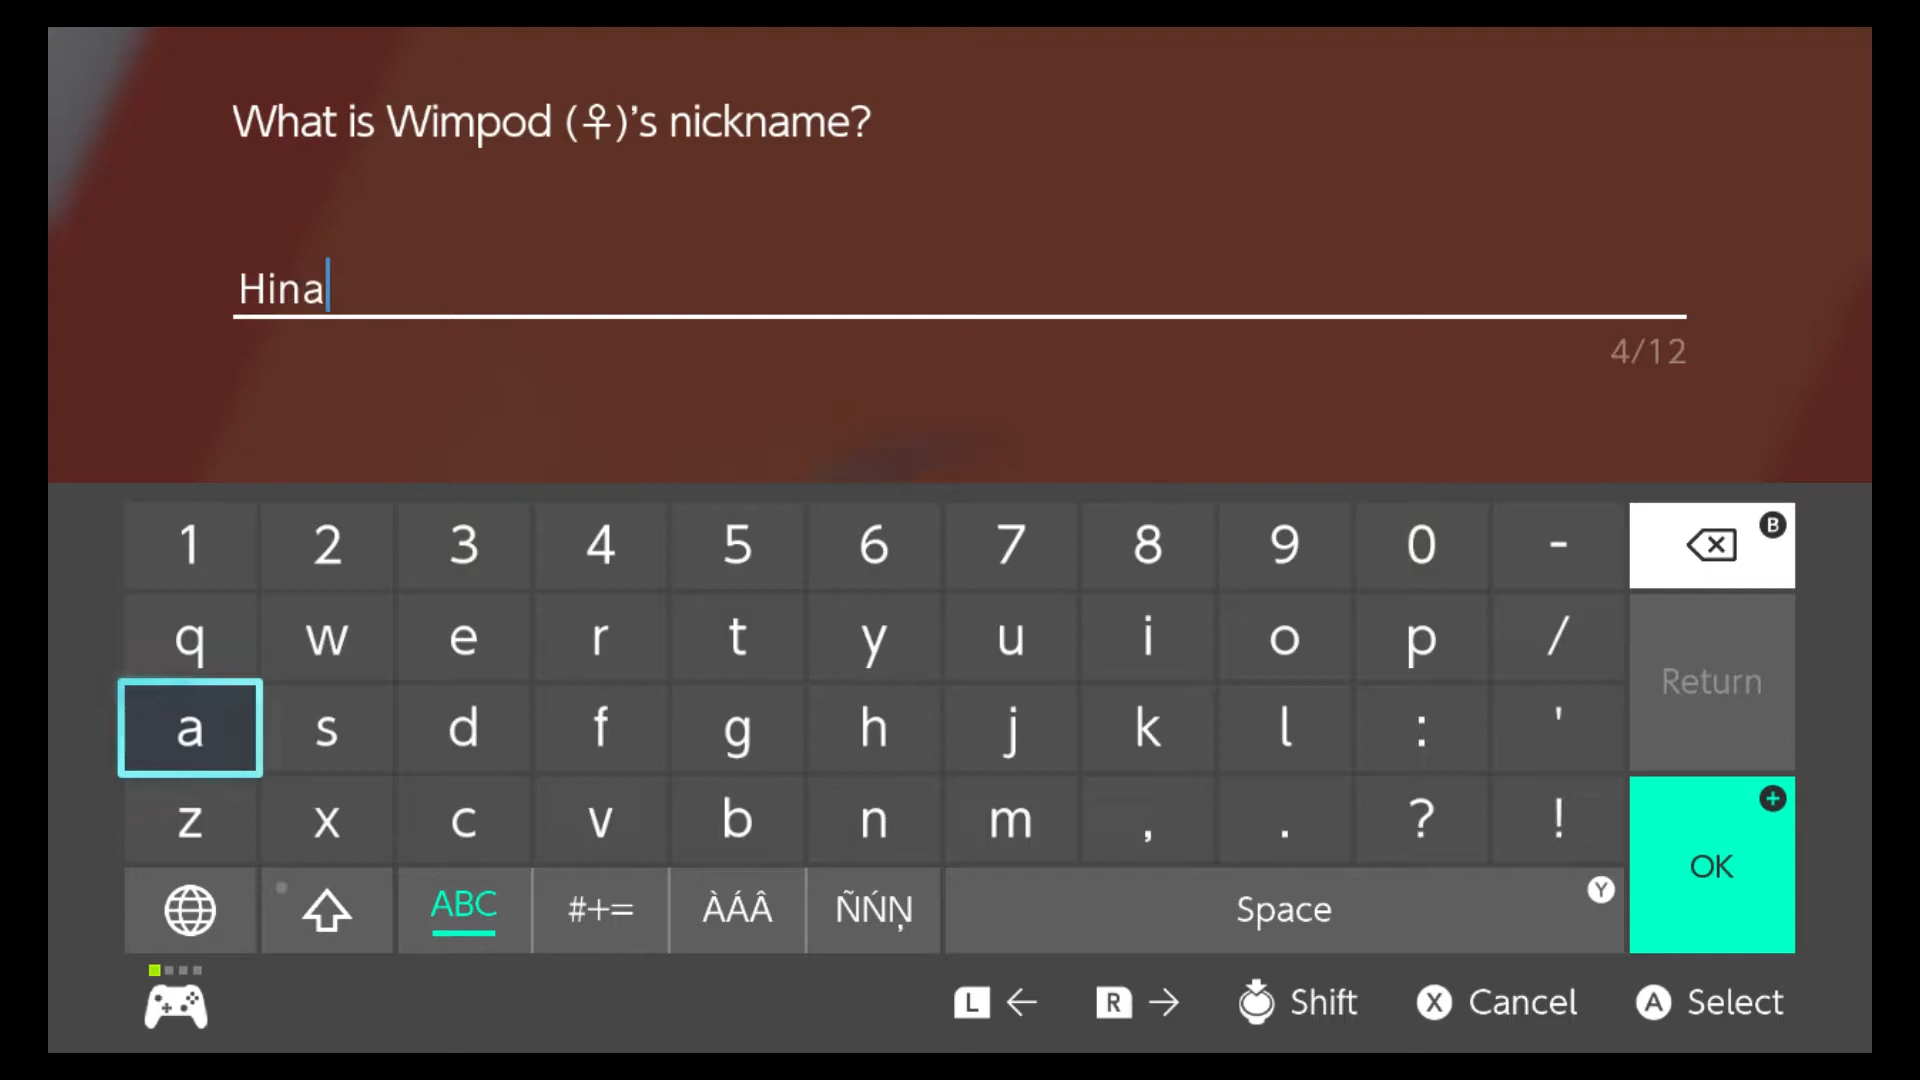 What is Wimpod (♀)’s nickname?
Hina
4/12
1 2 3 4 5 6 7 8 9 0 - B
q w e r t y u i o p /
Return
a s d f g h j k l : '
z x c v b n m , . ? ! +
OK
ABC #+= ÀÁÂ ÑŃŅ Space Y
L ← R → Shift X Cancel A Select